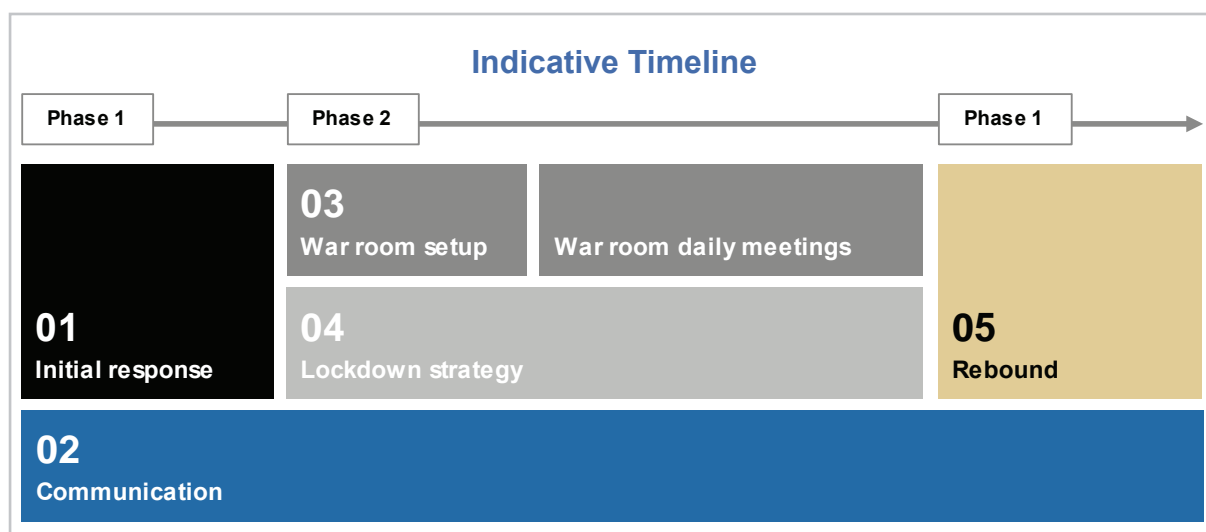 Indicative Timeline
Phase 1
Phase 2
Phase 1
03
War room setup
War room daily meetings
01
Initial response
04
Lockdown strategy
05
Rebound
02
Communication